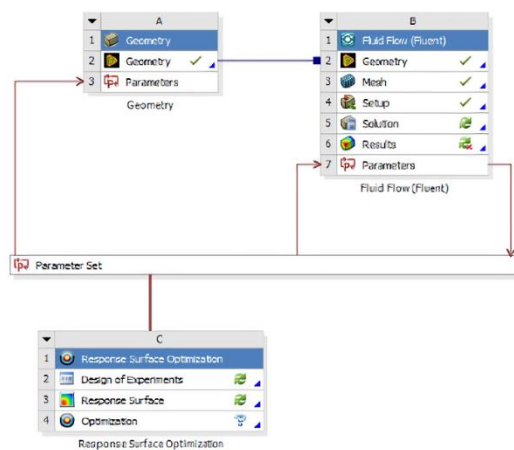 A
1 Geometry
2 Geometry
3 Parameters
Geometry
B
1 Fluid Flow (Fluent)
2 Geometry
3 Mesh
4 Setup
5 Solution
6 Results
7 Parameters
Fluid Flow (Fluent)
Parameter Set
C
1 Response Surface Optimization
2 Design of Experiments
3 Response Surface
4 Optimization
Response Surface Optimization